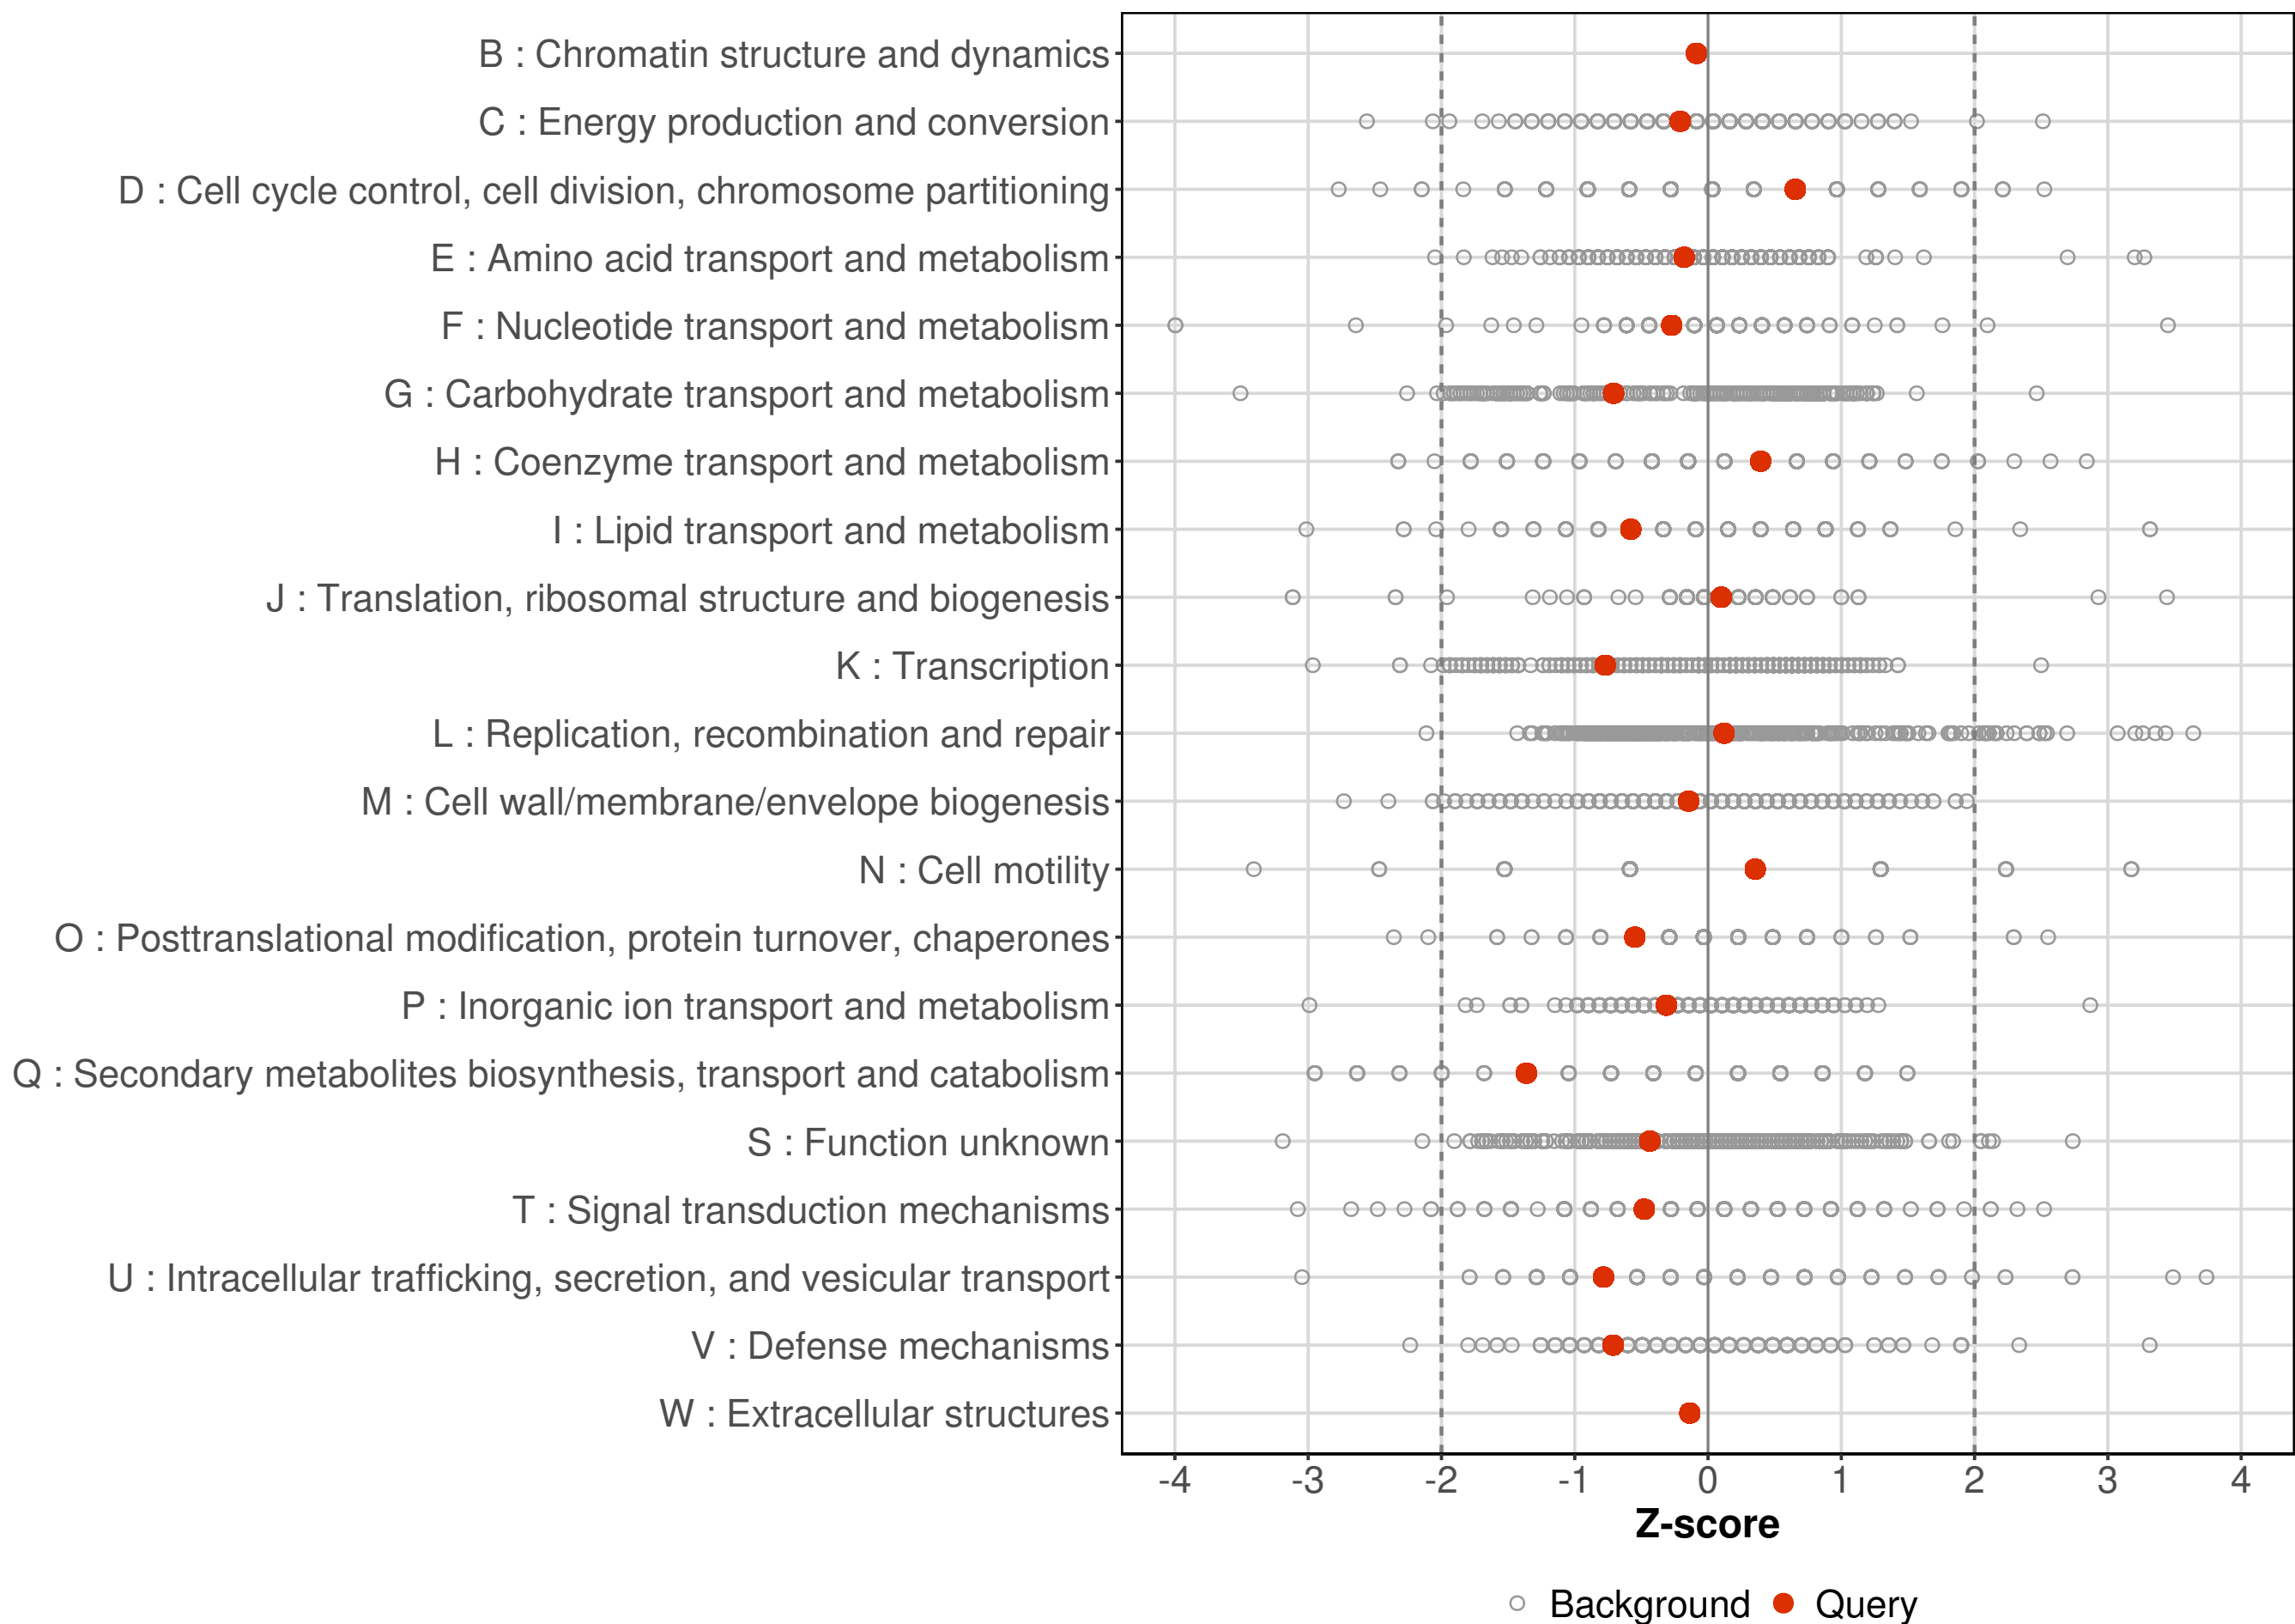 B : Chromatin structure and dynamics
C : Energy production and conversion
D : Cell cycle control, cell division, chromosome partitioning
E : Amino acid transport and metabolism
F : Nucleotide transport and metabolism
G : Carbohydrate transport and metabolism
H : Coenzyme transport and metabolism
I : Lipid transport and metabolism
J : Translation, ribosomal structure and biogenesis
K : Transcription
L : Replication, recombination and repair
M : Cell wall/membrane/envelope biogenesis
N : Cell motility
O : Posttranslational modification, protein turnover, chaperones
P : Inorganic ion transport and metabolism
Q : Secondary metabolites biosynthesis, transport and catabolism
S : Function unknown
T : Signal transduction mechanisms
U : Intracellular trafficking, secretion, and vesicular transport
V : Defense mechanisms
W : Extracellular structures
-4 -3 -2 -1 0 1 2 3 4
Z-score
Background Query